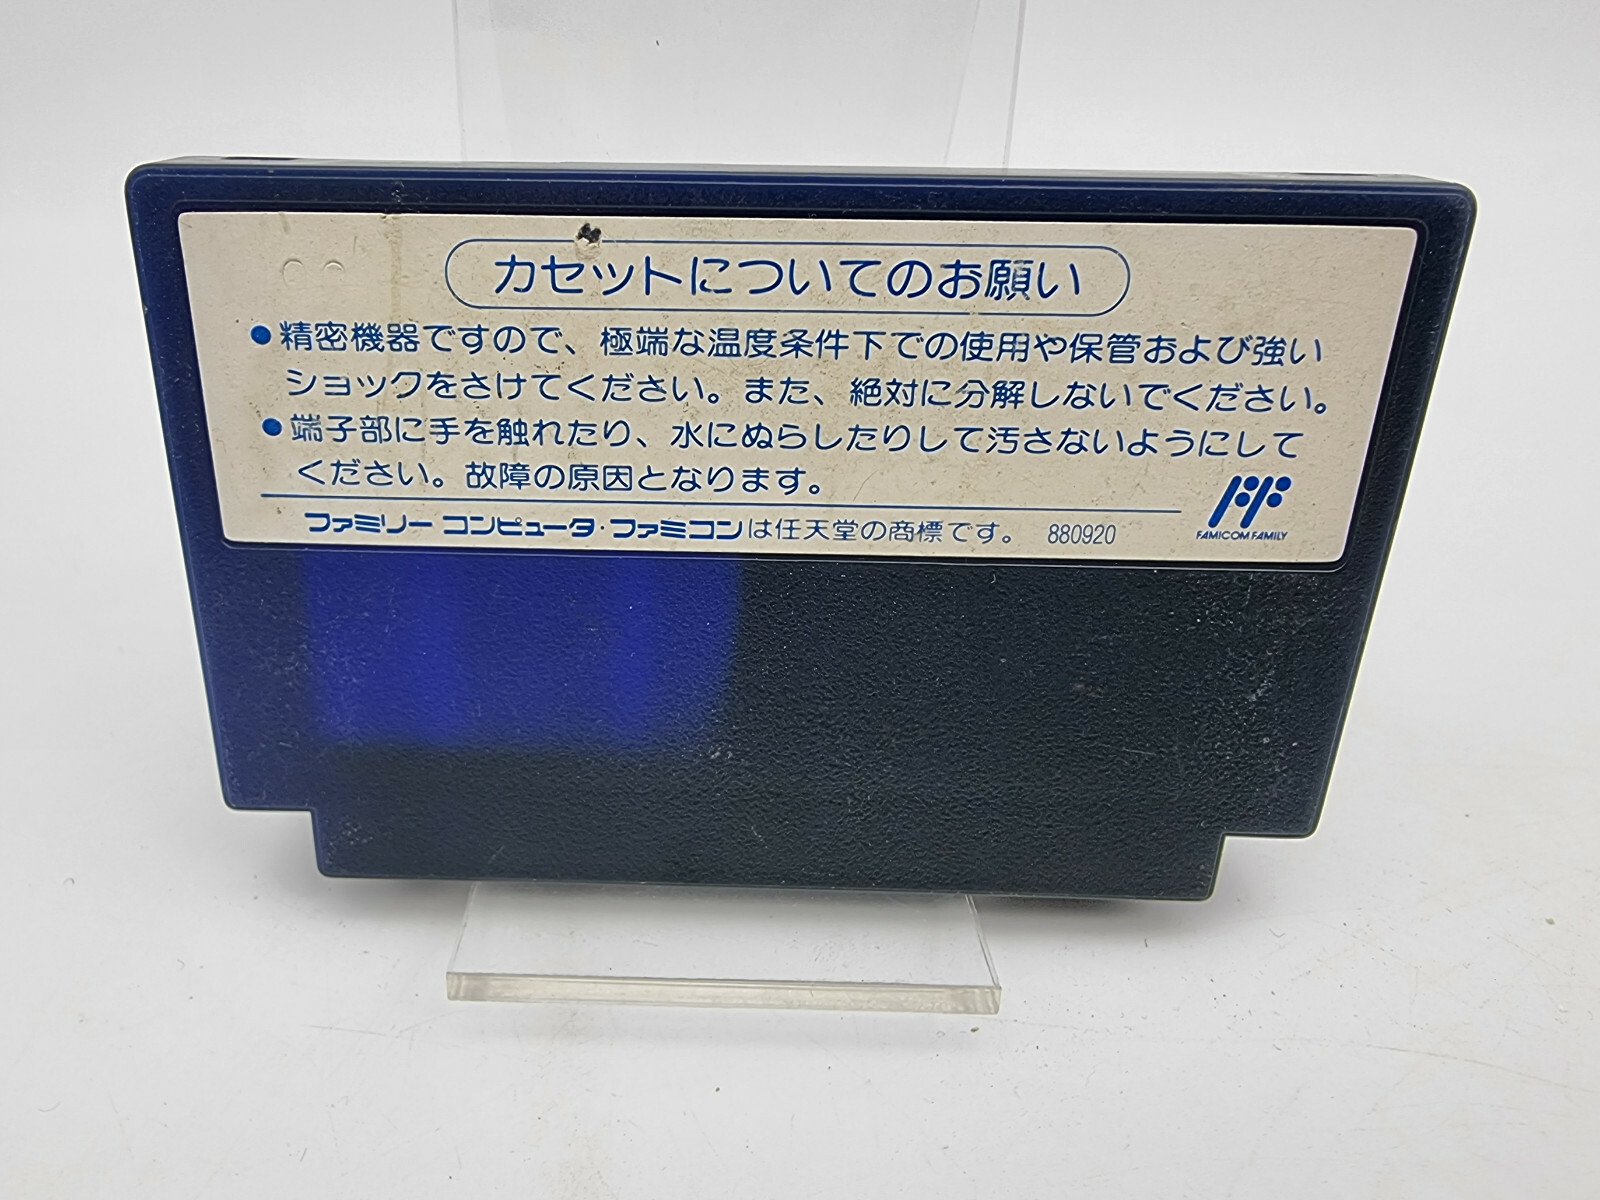 カセットについてのお願い
●精密機器ですので、極端な温度条件下での使用や保管および強い
ショックをさけてください。また、絶対に分解しないでください。
●端子部に手を触れたり、水にぬらしたりして汚さないようにして
ください。故障の原因となります。
ファミリー コンピュータ・ファミコンは任天堂の商標です。 880920
FAMICOM FAMILY